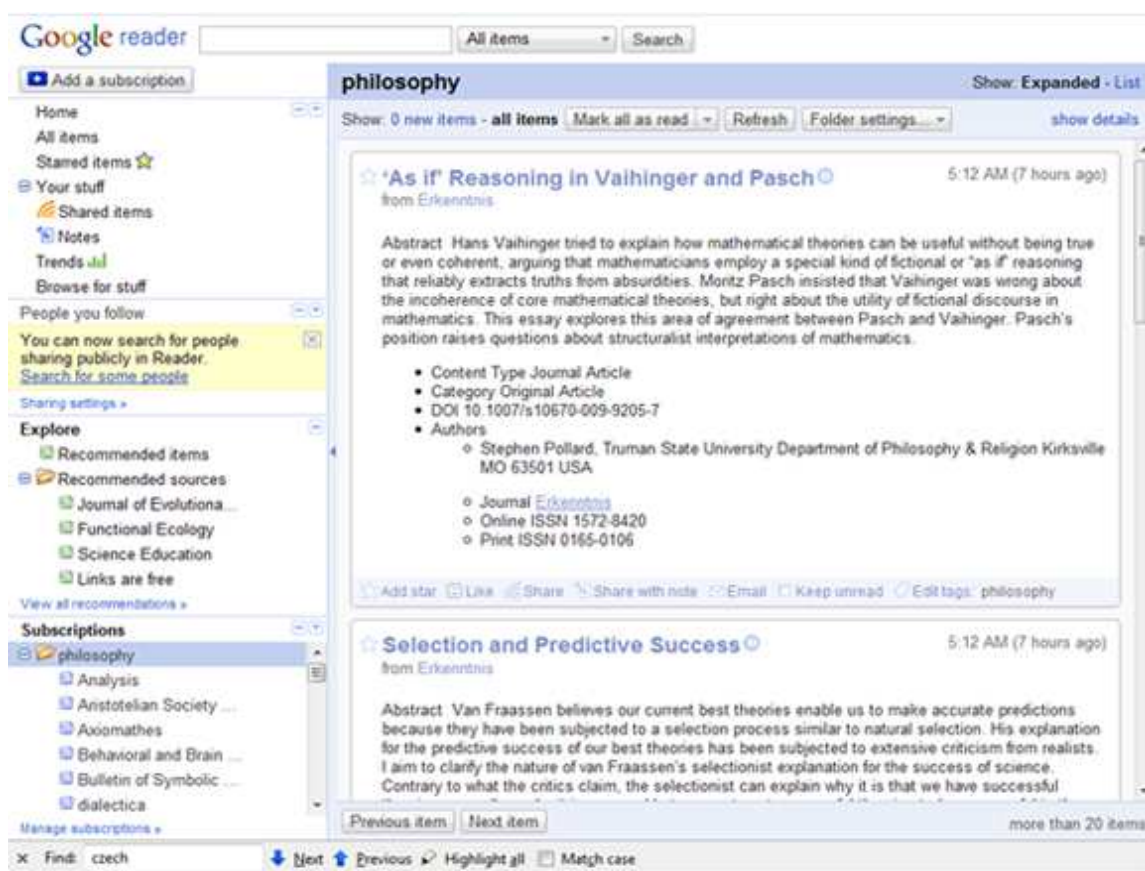 Google reader
All items
Search
Add a subscription
Home
All items
Starred items
Your stuff
Shared items
Notes
Trends
Browse for stuff
People you follow
You can now search for people
sharing publicly in Reader.
Search for some people
Sharing settings »
Explore
Recommended items
Recommended sources
Journal of Evolutiona...
Functional Ecology
Science Education
Links are free
View all recommendations »
Subscriptions
philosophy
Analysis
Aristotelian Society ...
Axiomathes
Behavioral and Brain ...
Bulletin of Symbolic ...
dialectica
Manage subscriptions »
philosophy
Show: Expanded - List
Show: 0 new items - all items Mark all as read Refresh Folder settings... show details
'As if' Reasoning in Vaihinger and Pasch 5:12 AM (7 hours ago)
from Erkenntnis
Abstract Hans Vaihinger tried to explain how mathematical theories can be useful without being true
or even coherent, arguing that mathematicians employ a special kind of fictional or "as if" reasoning
that reliably extracts truths from absurdities. Moritz Pasch insisted that Vaihinger was wrong about
the incoherence of core mathematical theories, but right about the utility of fictional discourse in
mathematics. This essay explores this area of agreement between Pasch and Vaihinger. Pasch's
position raises questions about structuralist interpretations of mathematics.
Content Type Journal Article
Category Original Article
DOI 10.1007/s10670-009-9205-7
Authors
Stephen Pollard, Truman State University Department of Philosophy & Religion Kirksville
MO 63501 USA
Journal Erkenntnis
Online ISSN 1572-8420
Print ISSN 0165-0106
Add star Like Share Share with note Email Keep unread Edit tags: philosophy
Selection and Predictive Success 5:12 AM (7 hours ago)
from Erkenntnis
Abstract Van Fraassen believes our current best theories enable us to make accurate predictions
because they have been subjected to a selection process similar to natural selection. His explanation
for the predictive success of our best theories has been subjected to extensive criticism from realists.
I aim to clarify the nature of van Fraassen's selectionist explanation for the success of science.
Contrary to what the critics claim, the selectionist can explain why it is that we have successful
Previous item Next item more than 20 items
Find: czech Next Previous Highlight all Match case